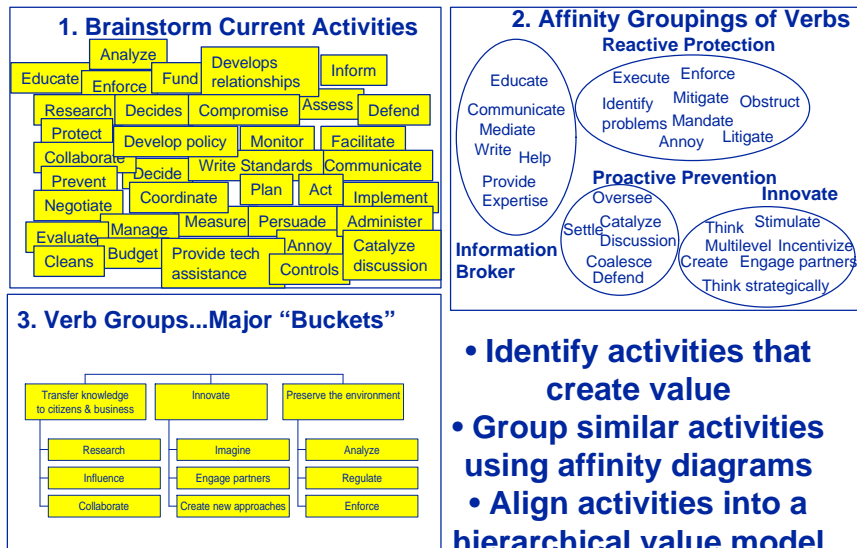 1. Brainstorm Current Activities
Analyze
Educate
Enforce
Fund
Develops
relationships
Inform
Research
Decides
Compromise
Assess
Defend
Protect
Develop policy
Monitor
Facilitate
Collaborate
Decide
Write Standards
Communicate
Prevent
Coordinate
Plan
Act
Implement
Negotiate
Manage
Measure
Persuade
Administer
Evaluate
Budget
Provide tech
assistance
Annoy
Catalyze
discussion
Cleans
Controls
2. Affinity Groupings of Verbs
Reactive Protection
Educate
Communicate
Mediate
Write
Help
Provide
Expertise
Information
Broker
Execute
Enforce
Identify
problems
Mitigate
Obstruct
Mandate
Annoy
Litigate
Proactive Prevention
Oversee
Settle
Catalyze
Discussion
Coalesce
Defend
Innovate
Think
Stimulate
Multilevel
Incentivize
Create
Engage partners
Think strategically
3. Verb Groups...Major “Buckets”
Transfer knowledge
to citizens & business
Research
Influence
Collaborate
Innovate
Imagine
Engage partners
Create new approaches
Preserve the environment
Analyze
Regulate
Enforce
• Identify activities that
create value
• Group similar activities
using affinity diagrams
• Align activities into a
hierarchical value model